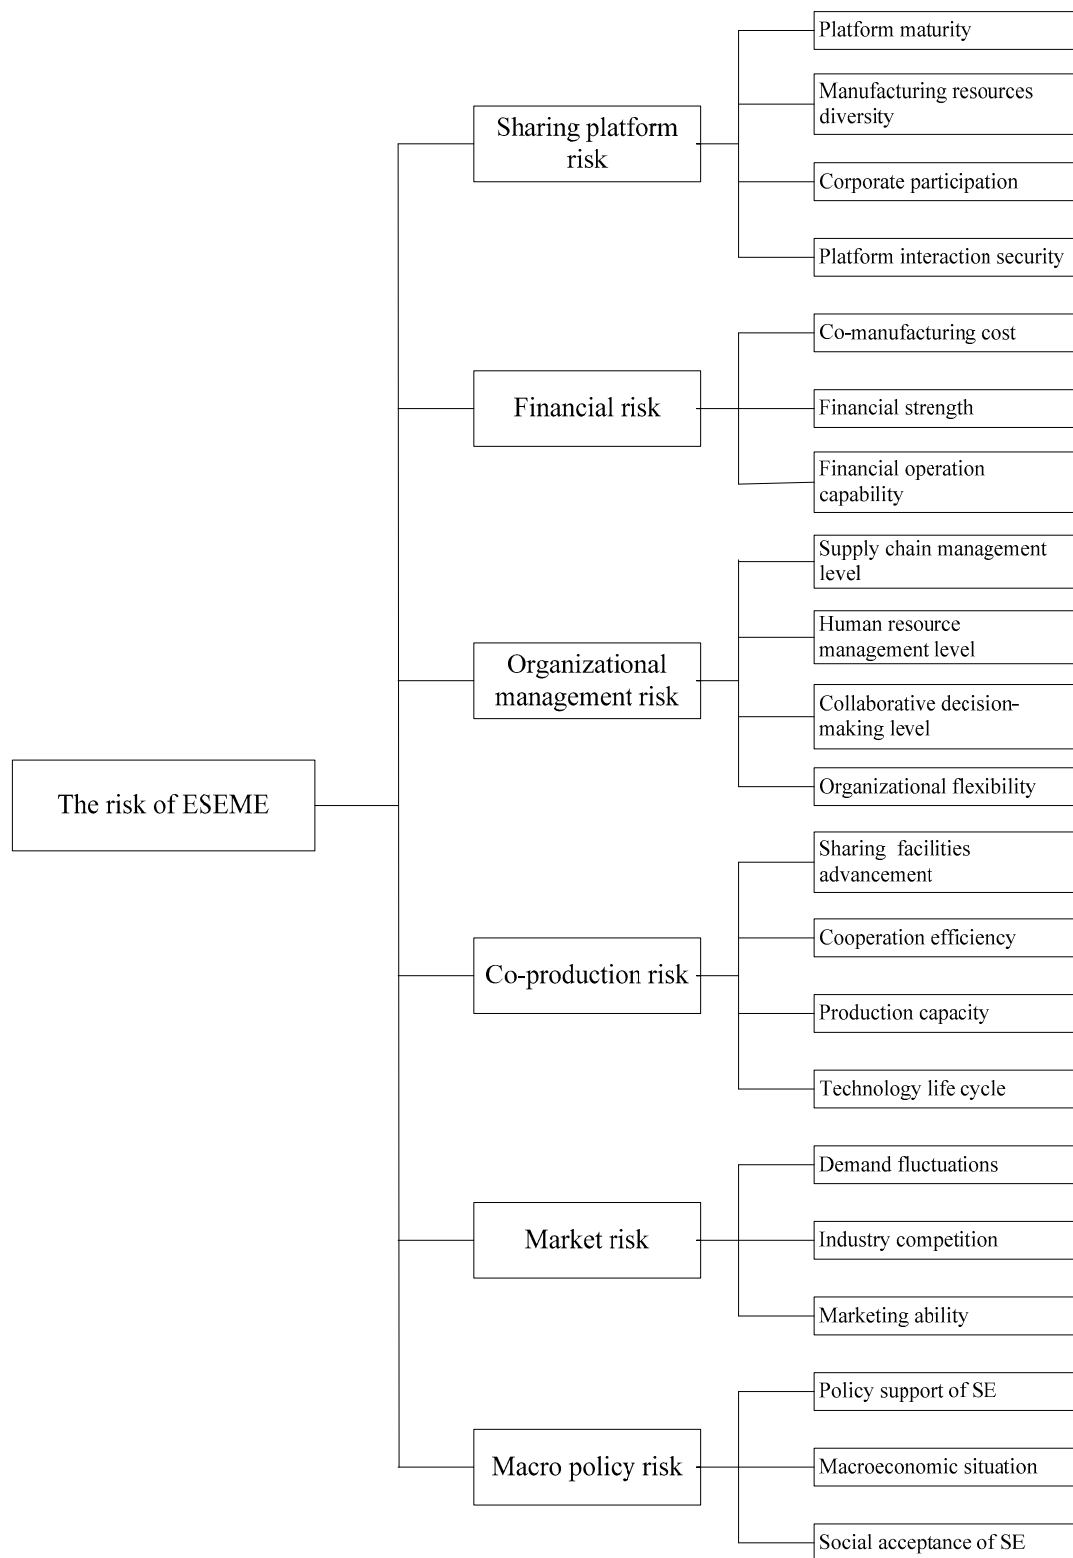 The risk of ESEME
Sharing platform
risk
Platform maturity
Manufacturing resources
diversity
Corporate participation
Platform interaction security
Financial risk
Co-manufacturing cost
Financial strength
Financial operation
capability
Organizational
management risk
Supply chain management
level
Human resource
management level
Collaborative decision-
making level
Organizational flexibility
Co-production risk
Sharing facilities
advancement
Cooperation efficiency
Production capacity
Technology life cycle
Market risk
Demand fluctuations
Industry competition
Marketing ability
Macro policy risk
Policy support of SE
Macroeconomic situation
Social acceptance of SE